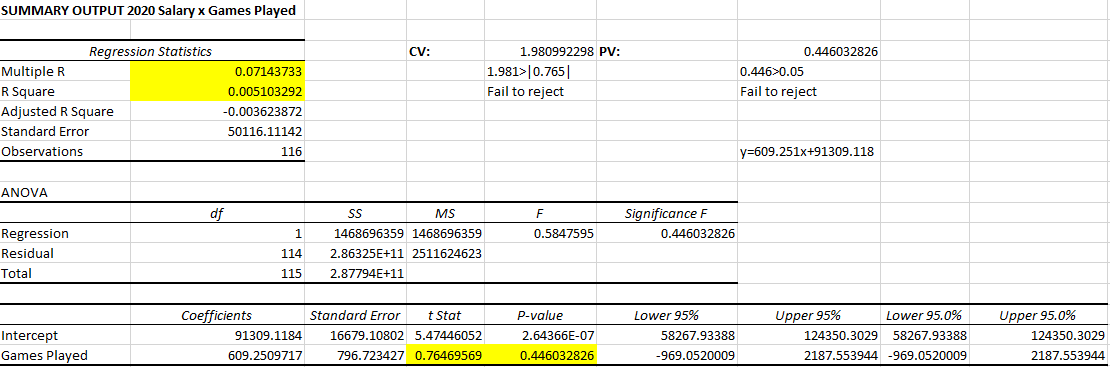 SUMMARY OUTPUT 2020 Salary x Games Played
Regression Statistics CV: 1.980992298 PV: 0.446032826
Multiple R 0.07143733 1.981>|0.765| 0.446>0.05
R Square 0.005103292 Fail to reject Fail to reject
Adjusted R Square -0.003623872
Standard Error 50116.11142
Observations 116 y=609.251x+91309.118
ANOVA
df SS MS F Significance F
Regression 1 1468696359 1468696359 0.5847595 0.446032826
Residual 114 2.86325E+11 2511624623
Total 115 2.87794E+11
Coefficients Standard Error t Stat P-value Lower 95% Upper 95% Lower 95.0% Upper 95.0%
Intercept 91309.1184 16679.10802 5.47446052 2.64366E-07 58267.93388 124350.3029 58267.93388 124350.3029
Games Played 609.2509717 796.723427 0.76469569 0.446032826 -969.0520009 2187.553944 -969.0520009 2187.553944